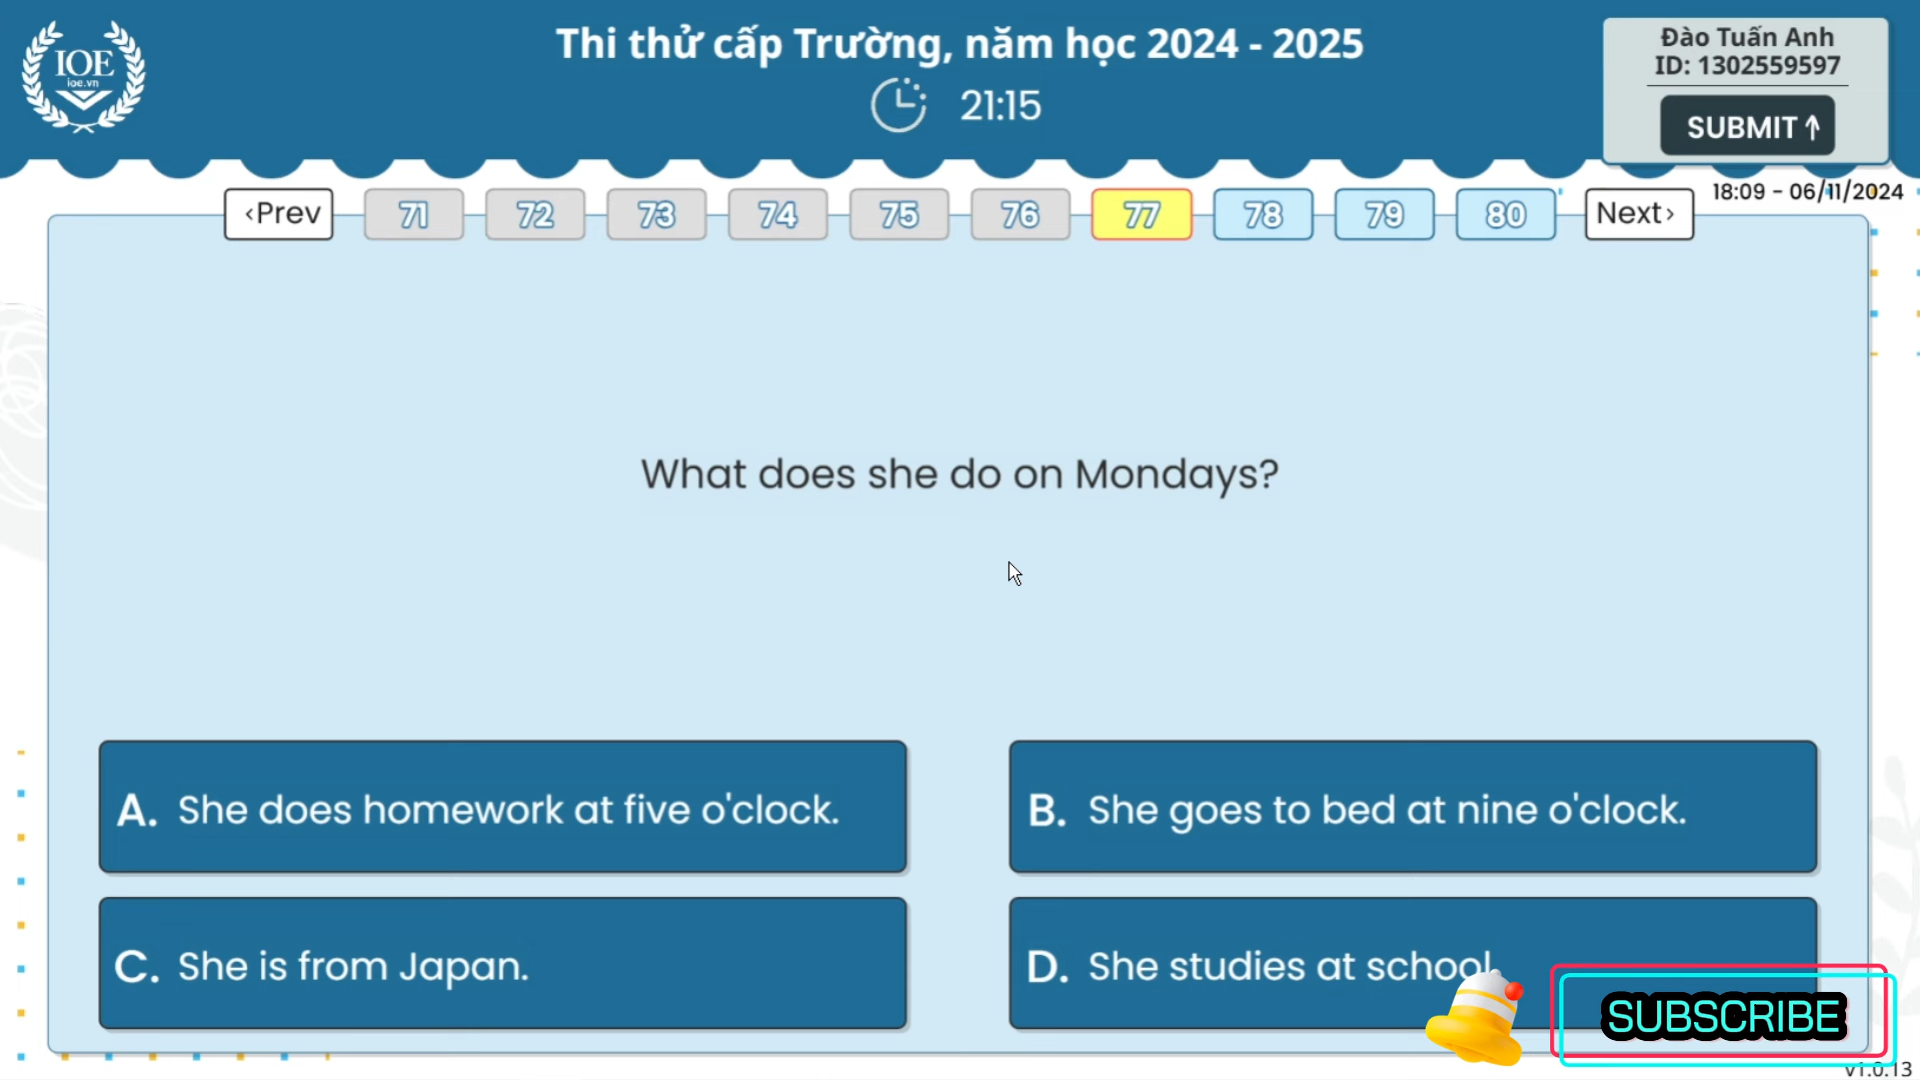 IOE
ioe.vn
Thi thử cấp Trường, năm học 2024 - 2025
21:15
Đào Tuấn Anh
ID: 1302559597
SUBMIT
18:09 - 06/11/2024
‹Prev
71
72
73
74
75
76
77
78
79
80
Next›
What does she do on Mondays?
A. She does homework at five o'clock.
B. She goes to bed at nine o'clock.
C. She is from Japan.
D. She studies at school.
SUBSCRIBE
v1.0.13